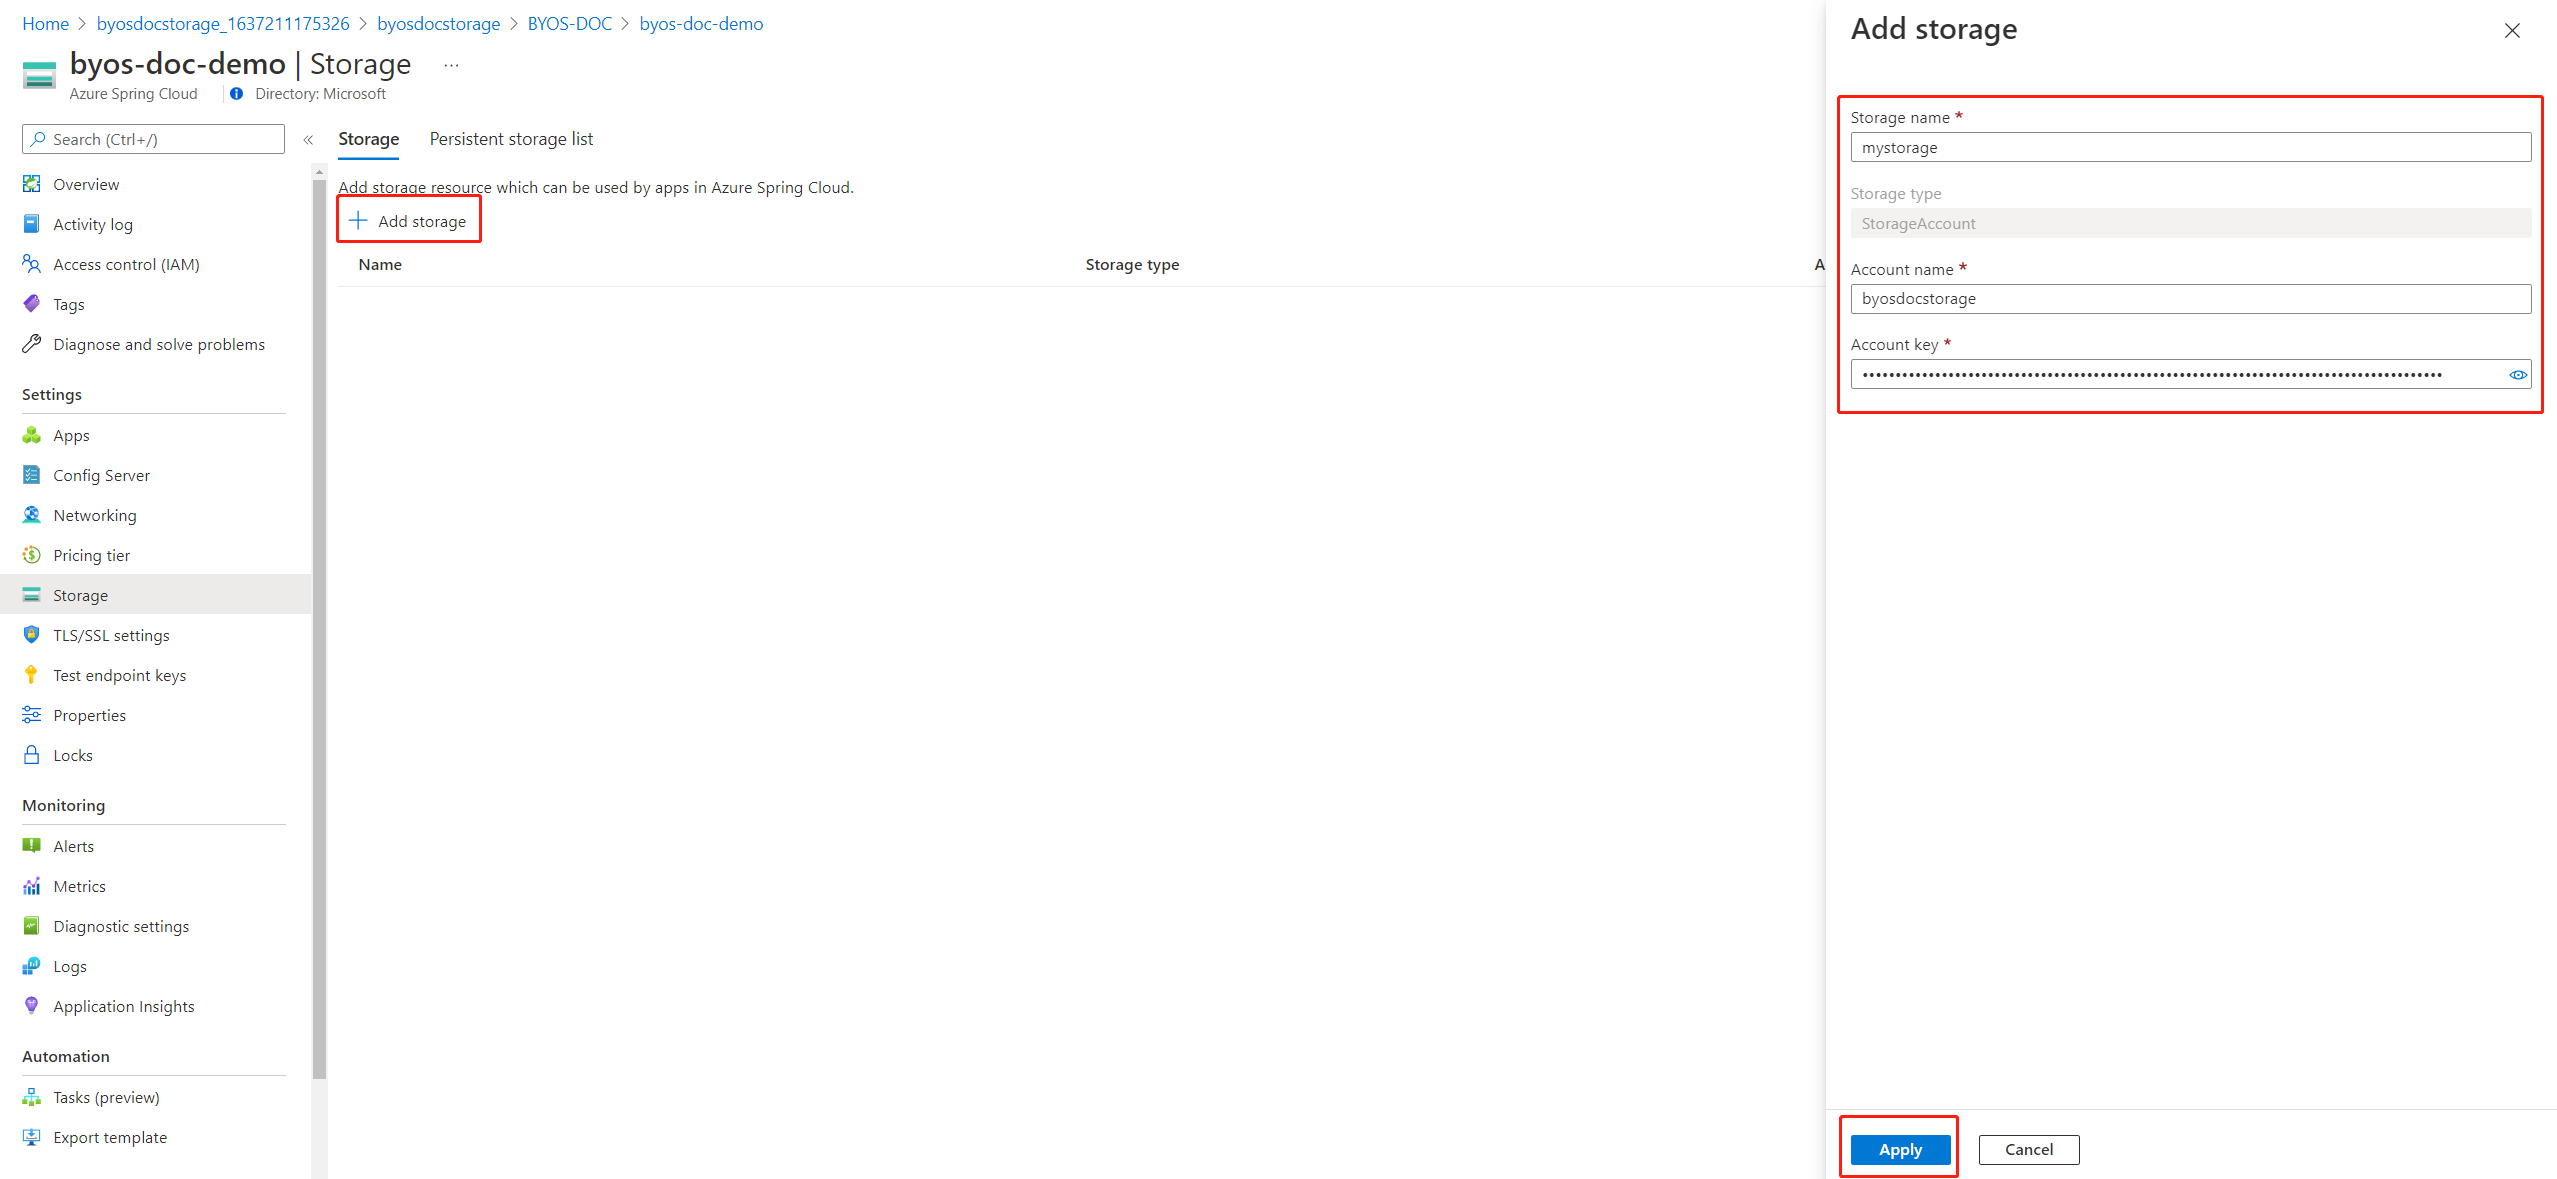 Home > byosdocstorage_1637211175326 > byosdocstorage > BYOS-DOC > byos-doc-demo
byos-doc-demo | Storage ...
Azure Spring Cloud
Directory: Microsoft
Search (Ctrl+/)
«
Overview
Activity log
Access control (IAM)
Tags
Diagnose and solve problems
Settings
Apps
Config Server
Networking
Pricing tier
Storage
TLS/SSL settings
Test endpoint keys
Properties
Locks
Monitoring
Alerts
Metrics
Diagnostic settings
Logs
Application Insights
Automation
Tasks (preview)
Export template
Storage Persistent storage list
Add storage resource which can be used by apps in Azure Spring Cloud.
+ Add storage
Name Storage type A
Add storage
Storage name *
mystorage
Storage type
StorageAccount
Account name *
byosdocstorage
Account key *
Apply Cancel